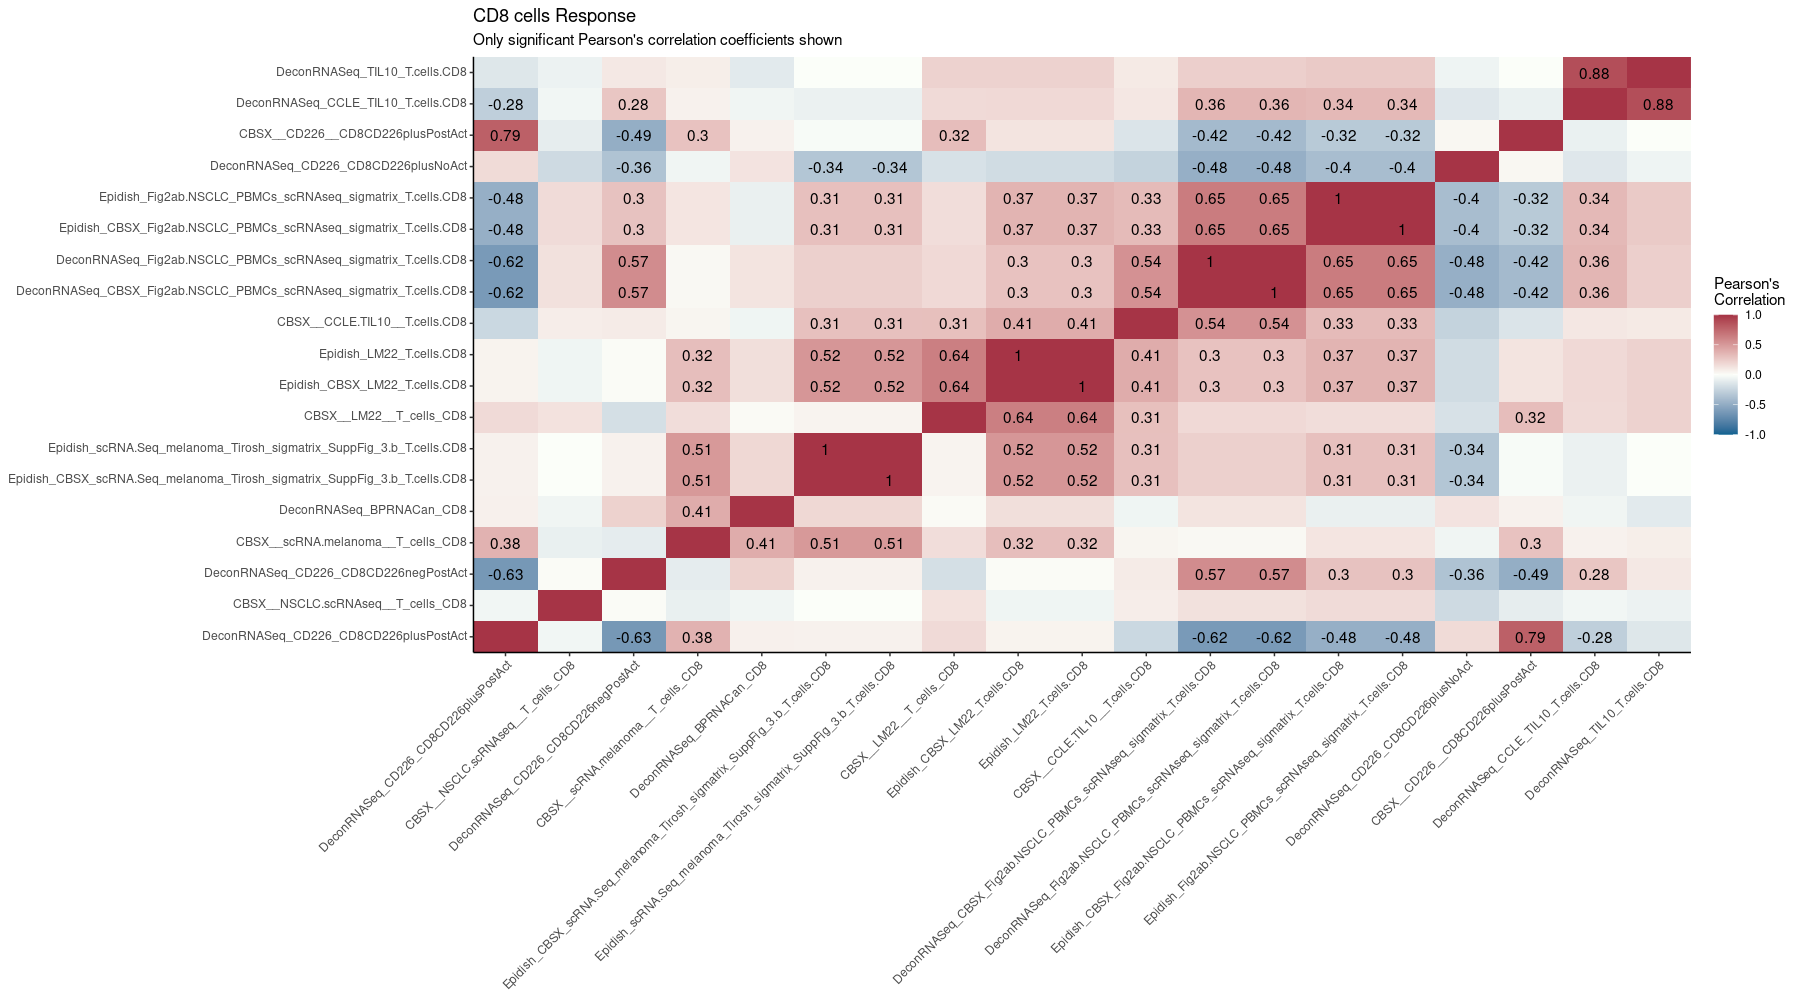 CD8 cells Response
Only significant Pearson's correlation coefficients shown
DeconRNASeq_TIL10_T.cells.CD8 0.88
DeconRNASeq_CCLE_TIL10_T.cells.CD8 -0.28 0.28 0.36 0.36 0.34 0.34 0.88
CBSX__CD226__CD8CD226plusPostAct 0.79 -0.49 0.3 0.32 -0.42 -0.42 -0.32 -0.32
DeconRNASeq_CD226_CD8CD226plusNoAct -0.36 -0.34 -0.34 -0.48 -0.48 -0.4 -0.4
Epidish_Fig2ab.NSCLC_PBMCs_scRNAseq_sigmatrix_T.cells.CD8 -0.48 0.3 0.31 0.31 0.37 0.37 0.33 0.65 0.65 1 -0.4 -0.32 0.34
Epidish_CBSX_Fig2ab.NSCLC_PBMCs_scRNAseq_sigmatrix_T.cells.CD8 -0.48 0.3 0.31 0.31 0.37 0.37 0.33 0.65 0.65 1 -0.4 -0.32 0.34
DeconRNASeq_Fig2ab.NSCLC_PBMCs_scRNAseq_sigmatrix_T.cells.CD8 -0.62 0.57 0.3 0.3 0.54 1 0.65 0.65 -0.48 -0.42 0.36
DeconRNASeq_CBSX_Fig2ab.NSCLC_PBMCs_scRNAseq_sigmatrix_T.cells.CD8 -0.62 0.57 0.3 0.3 0.54 1 0.65 0.65 -0.48 -0.42 0.36
CBSX__CCLE.TIL10__T.cells.CD8 0.31 0.31 0.31 0.41 0.41 0.54 0.54 0.33 0.33
Epidish_LM22_T.cells.CD8 0.32 0.52 0.52 0.64 1 0.41 0.3 0.3 0.37 0.37
Epidish_CBSX_LM22_T.cells.CD8 0.32 0.52 0.52 0.64 1 0.41 0.3 0.3 0.37 0.37
CBSX__LM22__T_cells_CD8 0.64 0.64 0.31 0.32
Epidish_scRNA.Seq_melanoma_Tirosh_sigmatrix_SuppFig_3.b_T.cells.CD8 0.51 1 0.52 0.52 0.31 0.31 0.31 -0.34
Epidish_CBSX_scRNA.Seq_melanoma_Tirosh_sigmatrix_SuppFig_3.b_T.cells.CD8 0.51 1 0.52 0.52 0.31 0.31 0.31 -0.34
DeconRNASeq_BPRNACan_CD8 0.41
CBSX__scRNA.melanoma__T_cells_CD8 0.38 0.41 0.51 0.51 0.32 0.32 0.3
DeconRNASeq_CD226_CD8CD226negPostAct -0.63 0.57 0.57 0.3 0.3 -0.36 -0.49 0.28
CBSX__NSCLC.scRNAseq__T_cells_CD8
DeconRNASeq_CD226_CD8CD226plusPostAct -0.63 0.38 -0.62 -0.62 -0.48 -0.48 0.79 -0.28
DeconRNASeq_CD226_CD8CD226plusPostAct
CBSX__NSCLC.scRNAseq__T_cells_CD8
DeconRNASeq_CD226_CD8CD226negPostAct
CBSX__scRNA.melanoma__T_cells_CD8
DeconRNASeq_BPRNACan_CD8
Epidish_CBSX_scRNA.Seq_melanoma_Tirosh_sigmatrix_SuppFig_3.b_T.cells.CD8
Epidish_scRNA.Seq_melanoma_Tirosh_sigmatrix_SuppFig_3.b_T.cells.CD8
CBSX__LM22__T_cells_CD8
Epidish_CBSX_LM22_T.cells.CD8
Epidish_LM22_T.cells.CD8
CBSX__CCLE.TIL10__T.cells.CD8
DeconRNASeq_CBSX_Fig2ab.NSCLC_PBMCs_scRNAseq_sigmatrix_T.cells.CD8
DeconRNASeq_Fig2ab.NSCLC_PBMCs_scRNAseq_sigmatrix_T.cells.CD8
Epidish_CBSX_Fig2ab.NSCLC_PBMCs_scRNAseq_sigmatrix_T.cells.CD8
Epidish_Fig2ab.NSCLC_PBMCs_scRNAseq_sigmatrix_T.cells.CD8
DeconRNASeq_CD226_CD8CD226plusNoAct
CBSX__CD226__CD8CD226plusPostAct
DeconRNASeq_CCLE_TIL10_T.cells.CD8
DeconRNASeq_TIL10_T.cells.CD8
Pearson's
Correlation
1.0
0.5
0.0
-0.5
-1.0